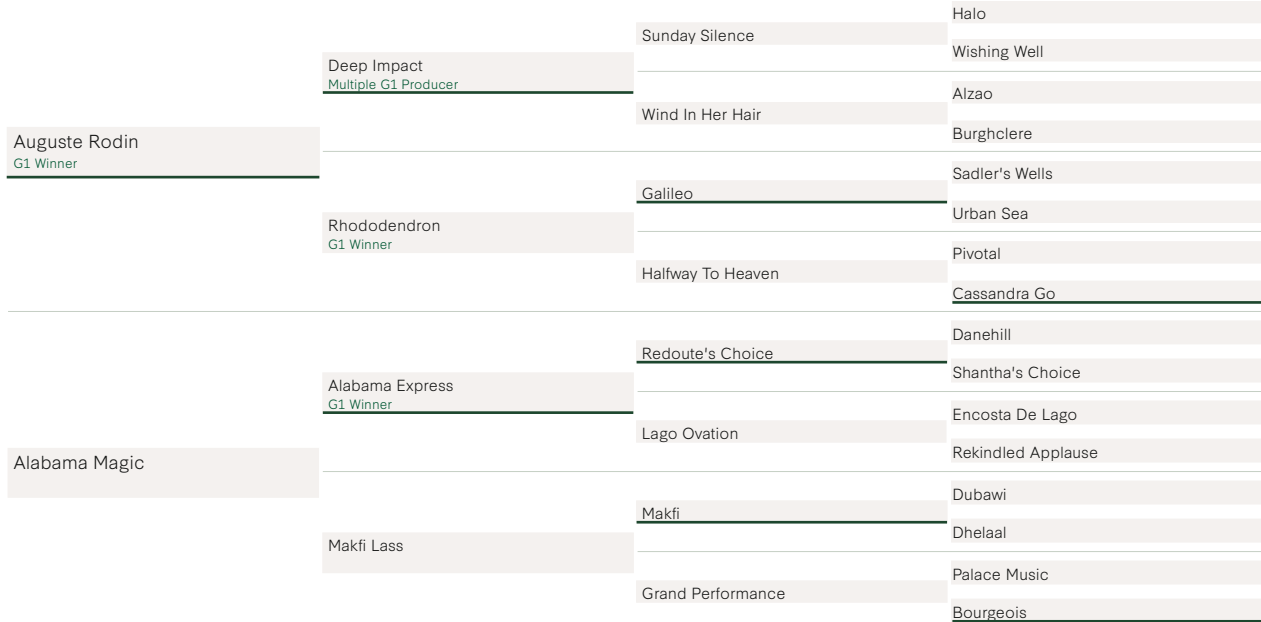 Halo
Sunday Silence
Wishing Well
Deep Impact
Multiple G1 Producer
Alzao
Wind In Her Hair
Burghclere
Auguste Rodin
G1 Winner
Sadler's Wells
Galileo
Urban Sea
Rhododendron
G1 Winner
Pivotal
Halfway To Heaven
Cassandra Go
Danehill
Redoute's Choice
Shantha's Choice
Alabama Express
G1 Winner
Encosta De Lago
Lago Ovation
Rekindled Applause
Alabama Magic
Dubawi
Makfi
Dhelaal
Makfi Lass
Palace Music
Grand Performance
Bourgeois